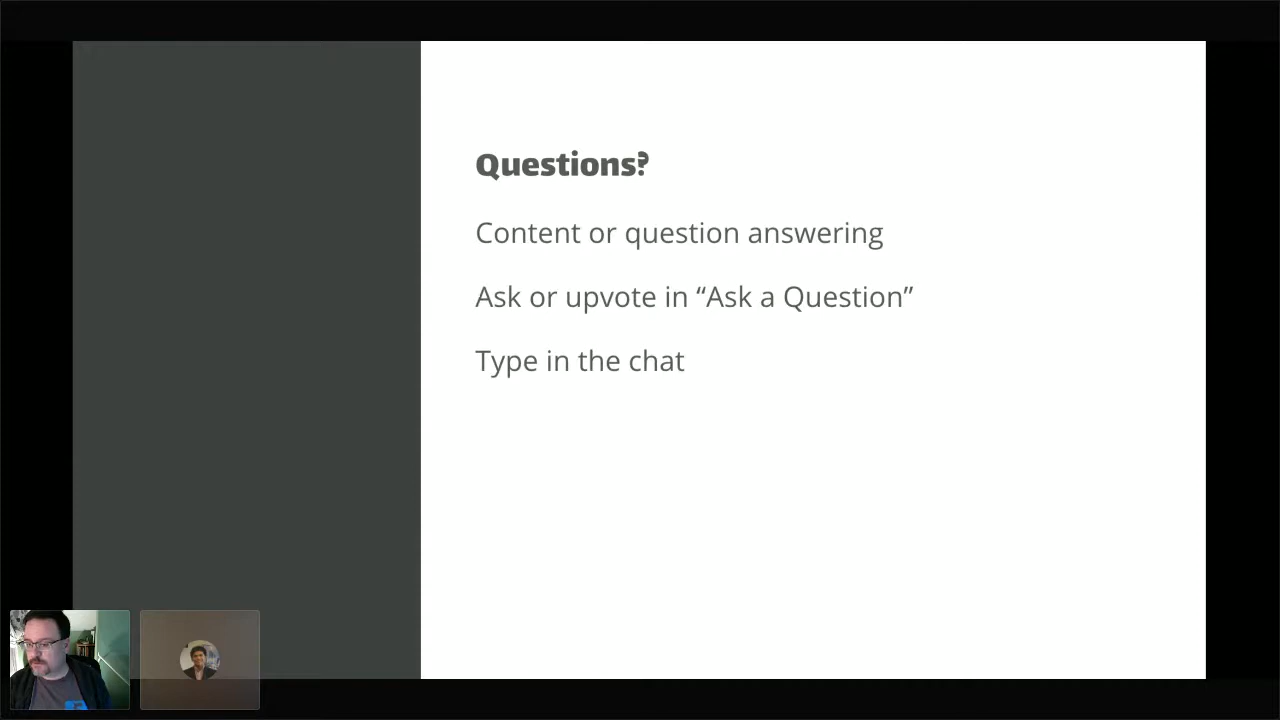 Questions?
Content or question answering
Ask or upvote in “Ask a Question”
Type in the chat